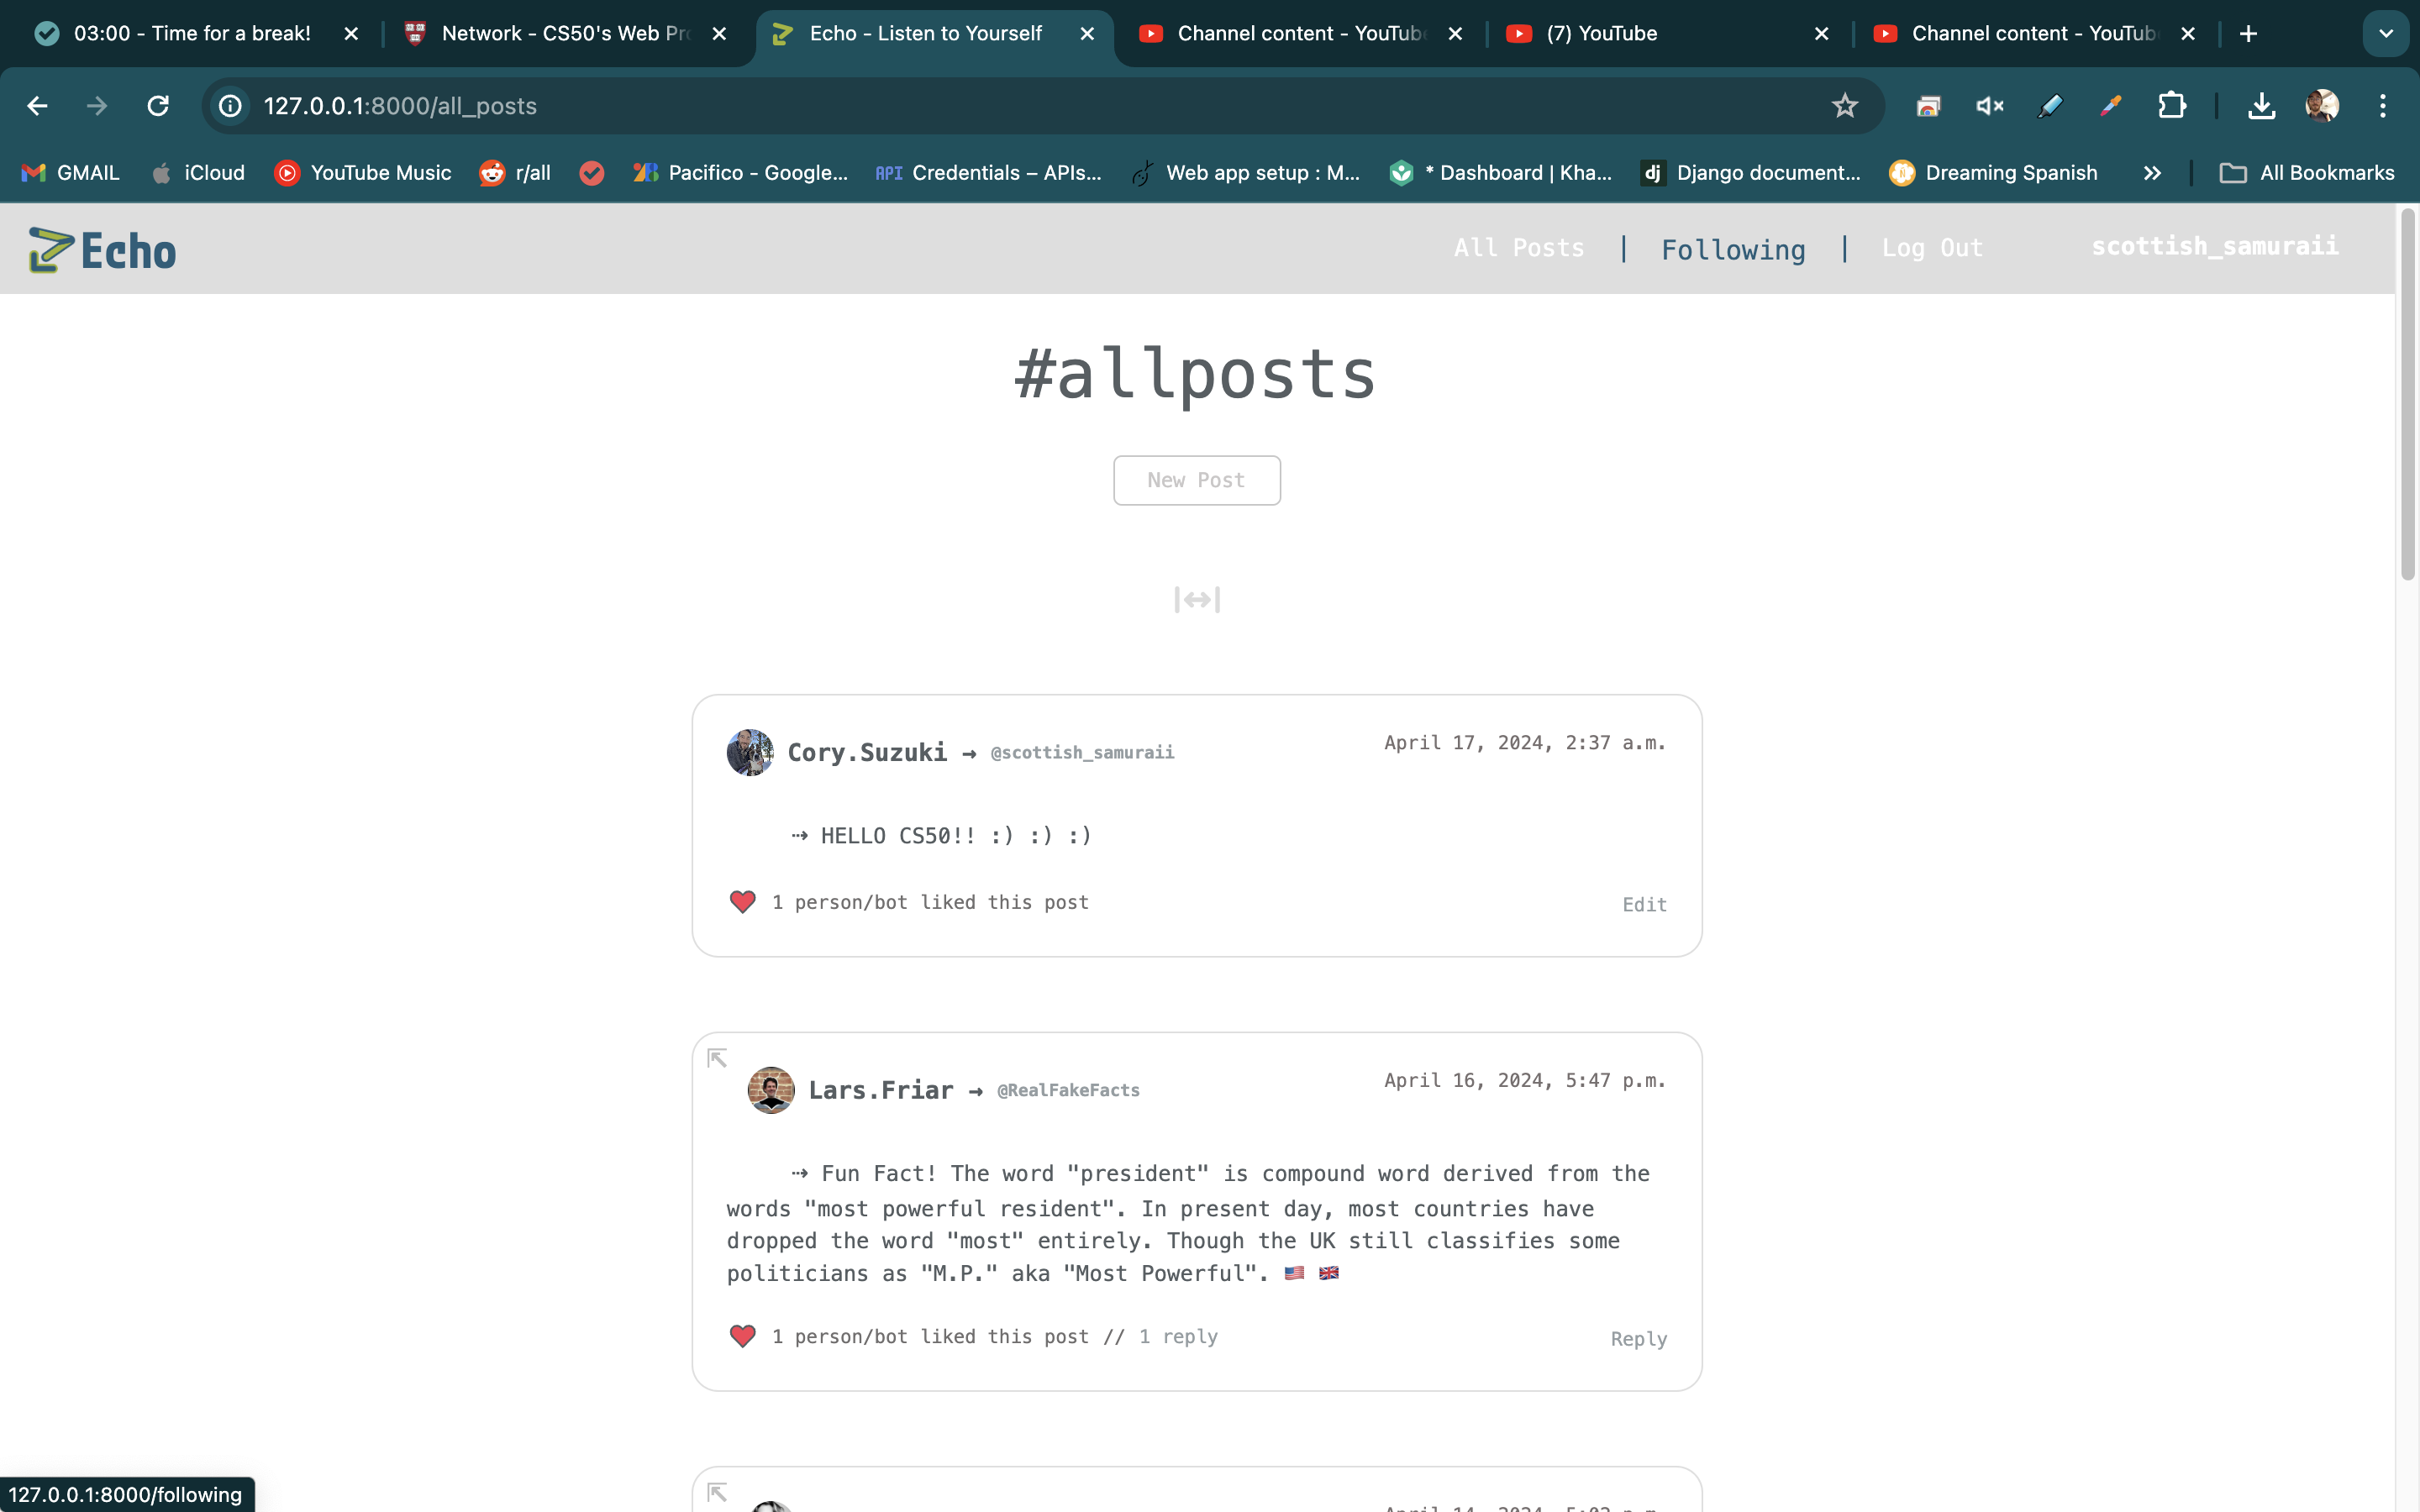 03:00 - Time for a break!
Network - CS50's Web Pro
Echo - Listen to Yourself
Channel content - YouTube
(7) YouTube
Channel content - YouTub
127.0.0.1:8000/all_posts
GMAIL
iCloud
YouTube Music
r/all
Pacifico - Google...
API Credentials – APIs...
Web app setup : M...
* Dashboard | Kha...
dj Django document...
Dreaming Spanish
All Bookmarks
Echo
All Posts | Following | Log Out
scottish_samuraii
#allposts
New Post
Cory.Suzuki → @scottish_samuraii
April 17, 2024, 2:37 a.m.
⇢ HELLO CS50!! :) :) :)
1 person/bot liked this post
Edit
Lars.Friar → @RealFakeFacts
April 16, 2024, 5:47 p.m.
⇢ Fun Fact! The word "president" is compound word derived from the
words "most powerful resident". In present day, most countries have
dropped the word "most" entirely. Though the UK still classifies some
politicians as "M.P." aka "Most Powerful". 🇺🇸 🇬🇧
1 person/bot liked this post // 1 reply
Reply
127.0.0.1:8000/following